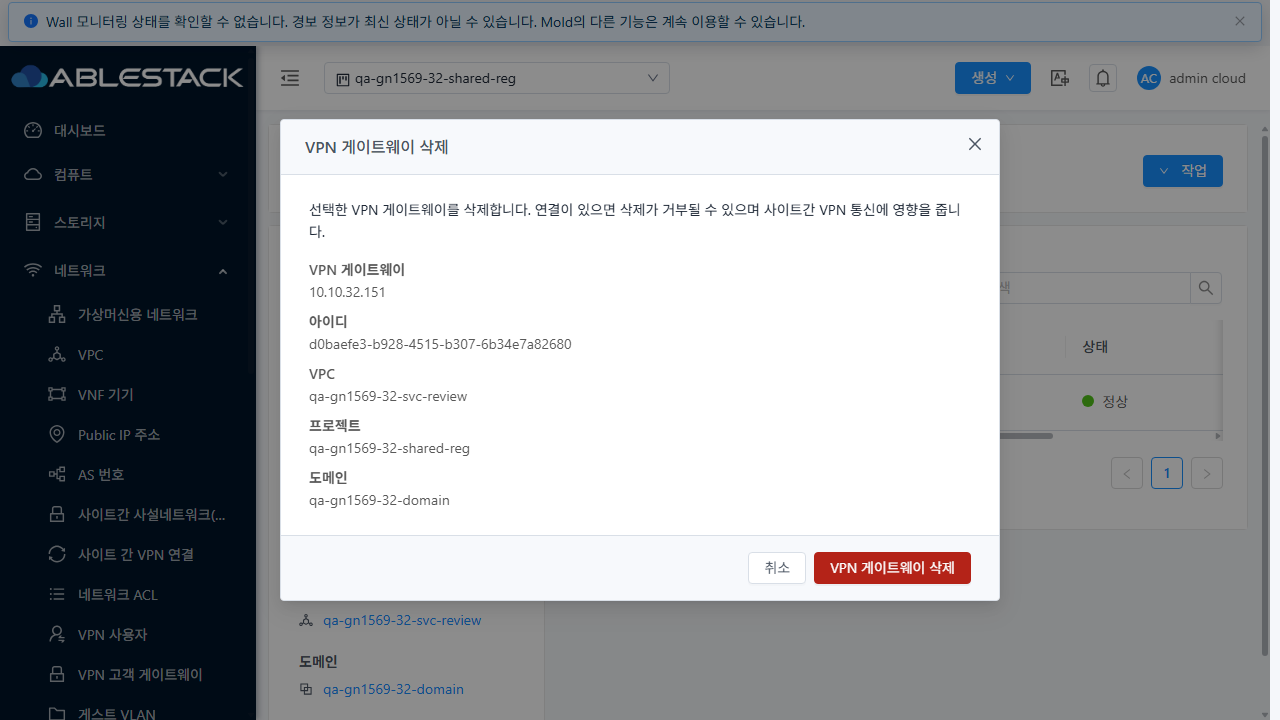 Wall 모니터링 상태를 확인할 수 없습니다. 경보 정보가 최신 상태가 아닐 수 있습니다. Mold의 다른 기능은 계속 이용할 수 있습니다.
ABLESTACK
qa-gn1569-32-shared-reg
생성
AC
admin cloud
대시보드
컴퓨트
스토리지
네트워크
가상머신용 네트워크
VPC
VNF 기기
Public IP 주소
AS 번호
사이트간 사설네트워크(...
사이트 간 VPN 연결
네트워크 ACL
VPN 사용자
VPN 고객 게이트웨이
게스트 VLAN
작업
색
상태
정상
1
VPN 게이트웨이 삭제
선택한 VPN 게이트웨이를 삭제합니다. 연결이 있으면 삭제가 거부될 수 있으며 사이트간 VPN 통신에 영향을 줍니
다.
VPN 게이트웨이
10.10.32.151
아이디
d0baefe3-b928-4515-b307-6b34e7a82680
VPC
qa-gn1569-32-svc-review
프로젝트
qa-gn1569-32-shared-reg
도메인
qa-gn1569-32-domain
취소
VPN 게이트웨이 삭제
qa-gn1569-32-svc-review
도메인
qa-gn1569-32-domain